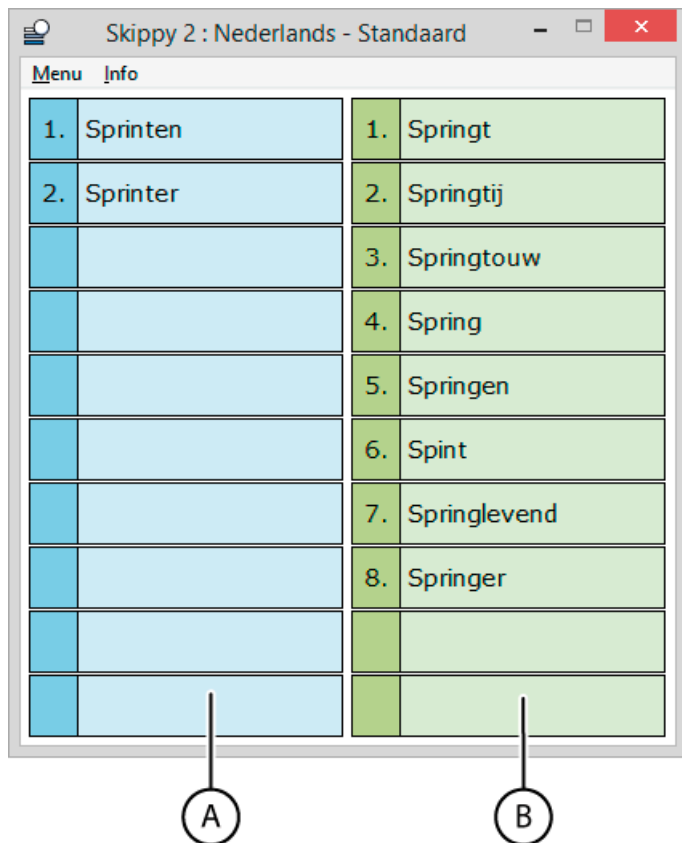 Skippy 2 : Nederlands - Standaard
Menu Info
1. Sprinten
2. Sprinter
1. Springt
2. Springtij
3. Springtouw
4. Spring
5. Springen
6. Spint
7. Springlevend
8. Springer
A
B